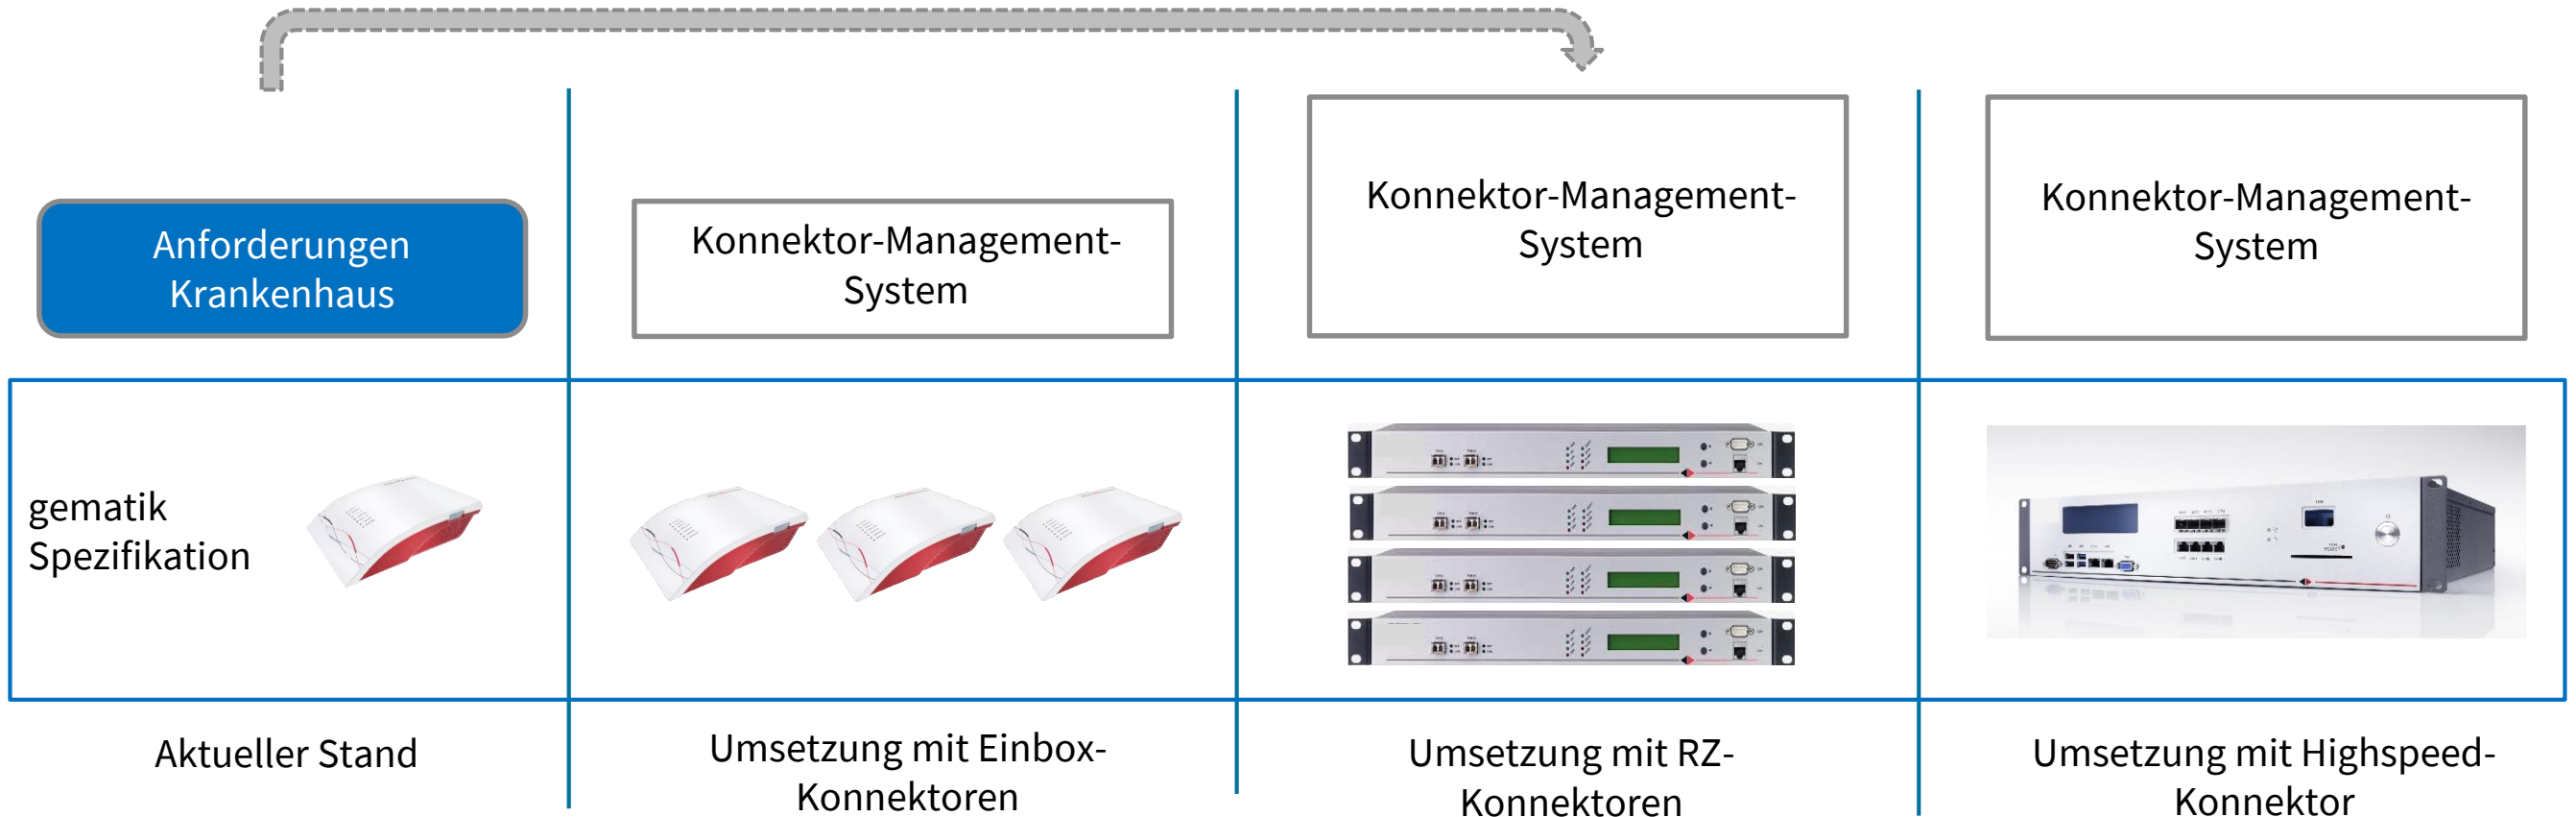 Anforderungen
Krankenhaus
Konnektor-Management-
System
Konnektor-Management-
System
Konnektor-Management-
System
gematik
Spezifikation
Aktueller Stand
Umsetzung mit Einbox-
Konnektoren
Umsetzung mit RZ-
Konnektoren
Umsetzung mit Highspeed-
Konnektor